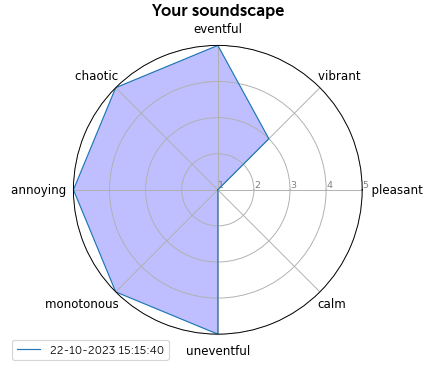 Your soundscape
eventful
chaotic
vibrant
annoying
1
2
3
4
5
pleasant
monotonous
calm
uneventful
22-10-2023 15:15:40